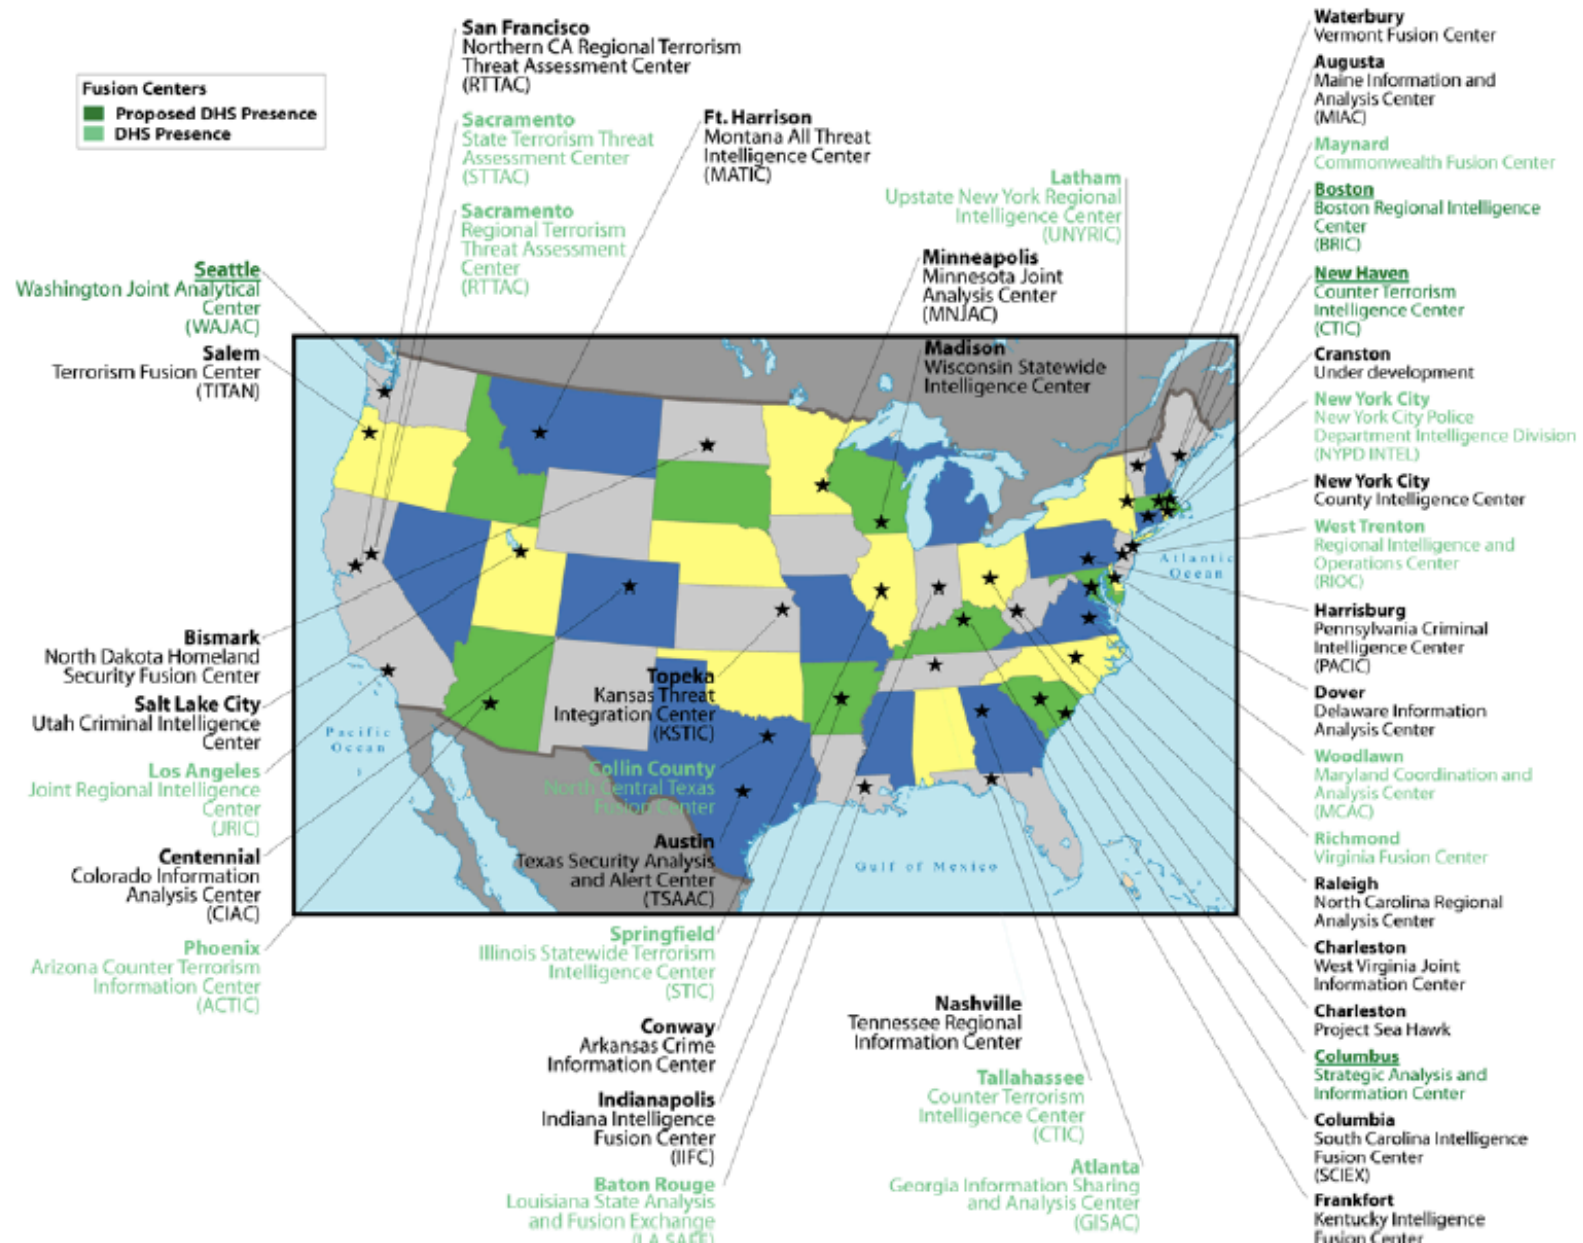 Fusion Centers
Proposed DHS Presence
DHS Presence
San Francisco
Northern CA Regional Terrorism
Threat Assessment Center
(RTTAC)
Sacramento
State Terrorism Threat
Assessment Center
(STTAC)
Sacramento
Regional Terrorism
Threat Assessment
Center
(RTTAC)
Ft. Harrison
Montana All Threat
Intelligence Center
(MATIC)
Latham
Upstate New York Regional
Intelligence Center
(UNYRIC)
Minneapolis
Minnesota Joint
Analysis Center
(MNJAC)
Madison
Wisconsin Statewide
Intelligence Center
Seattle
Washington Joint Analytical
Center
(WAJAC)
Salem
Terrorism Fusion Center
(TITAN)
Bismark
North Dakota Homeland
Security Fusion Center
Salt Lake City
Utah Criminal Intelligence
Center
Los Angeles
Joint Regional Intelligence
Center
(JRIC)
Centennial
Colorado Information
Analysis Center
(CIAC)
Phoenix
Arizona Counter Terrorism
Information Center
(ACTIC)
Pacific
Ocean
Topeka
Kansas Threat
Integration Center
(KSTIC)
Collin County
North Central Texas
Fusion Center
Austin
Texas Security Analysis
and Alert Center
(TSAAC)
Gulf of Mexico
Atlantic
Ocean
Springfield
Illinois Statewide Terrorism
Intelligence Center
(STIC)
Conway
Arkansas Crime
Information Center
Indianapolis
Indiana Intelligence
Fusion Center
(IIFC)
Baton Rouge
Louisiana State Analysis
and Fusion Exchange
(LA SAFE)
Nashville
Tennessee Regional
Information Center
Tallahassee
Counter Terrorism
Intelligence Center
(CTIC)
Atlanta
Georgia Information Sharing
and Analysis Center
(GISAC)
Waterbury
Vermont Fusion Center
Augusta
Maine Information and
Analysis Center
(MIAC)
Maynard
Commonwealth Fusion Center
Boston
Boston Regional Intelligence
Center
(BRIC)
New Haven
Counter Terrorism
Intelligence Center
(CTIC)
Cranston
Under development
New York City
New York City Police
Department Intelligence Division
(NYPD INTEL)
New York City
County Intelligence Center
West Trenton
Regional Intelligence and
Operations Center
(RIOC)
Harrisburg
Pennsylvania Criminal
Intelligence Center
(PACIC)
Dover
Delaware Information
Analysis Center
Woodlawn
Maryland Coordination and
Analysis Center
(MCAC)
Richmond
Virginia Fusion Center
Raleigh
North Carolina Regional
Analysis Center
Charleston
West Virginia Joint
Information Center
Charleston
Project Sea Hawk
Columbus
Strategic Analysis and
Information Center
Columbia
South Carolina Intelligence
Fusion Center
(SCIEX)
Frankfort
Kentucky Intelligence
Fusion Center